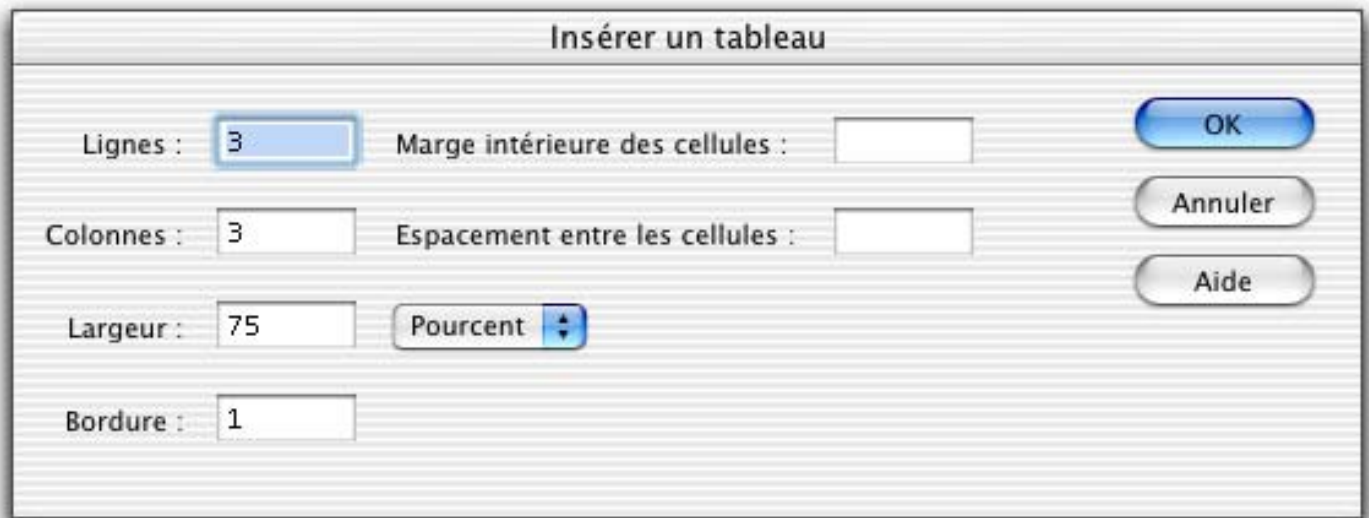 Insérer un tableau
Lignes : 3 Marge intérieure des cellules : OK
Annuler
Colonnes : 3 Espacement entre les cellules :
Aide
Largeur : 75 Pourcent
Bordure : 1